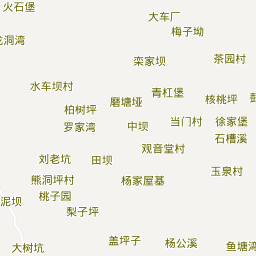 火石堡
大车厂
梅子坳
龙洞湾
栾家坝
茶园村
水车坝村
青杠堡
磨塘垭
核桃坪
彭
柏树坪
当门村
徐家堡
罗家湾
中坝
石槽溪
观音堂村
刘老坑
田坝
玉泉村
熊洞坪村
杨家屋基
桃子园
泥坝
梨子坪
盖坪子
杨公溪
大树坑
鱼塘湾